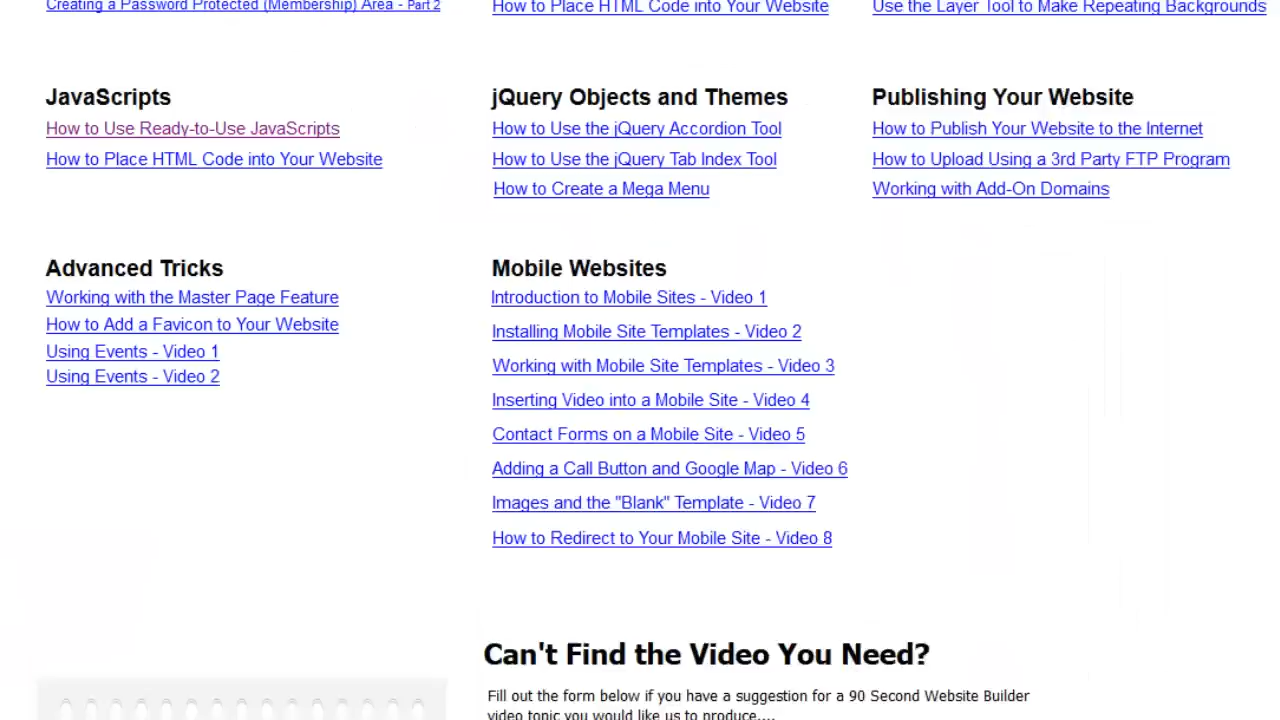 Creating a Password Protected (Membership) Area - Part 2
How to Place HTML Code into Your Website
Use the Layer Tool to Make Repeating Backgrounds
JavaScripts
How to Use Ready-to-Use JavaScripts
How to Place HTML Code into Your Website
jQuery Objects and Themes
How to Use the jQuery Accordion Tool
How to Use the jQuery Tab Index Tool
How to Create a Mega Menu
Publishing Your Website
How to Publish Your Website to the Internet
How to Upload Using a 3rd Party FTP Program
Working with Add-On Domains
Advanced Tricks
Working with the Master Page Feature
How to Add a Favicon to Your Website
Using Events - Video 1
Using Events - Video 2
Mobile Websites
Introduction to Mobile Sites - Video 1
Installing Mobile Site Templates - Video 2
Working with Mobile Site Templates - Video 3
Inserting Video into a Mobile Site - Video 4
Contact Forms on a Mobile Site - Video 5
Adding a Call Button and Google Map - Video 6
Images and the "Blank" Template - Video 7
How to Redirect to Your Mobile Site - Video 8
Can't Find the Video You Need?
Fill out the form below if you have a suggestion for a 90 Second Website Builder
video topic you would like us to produce....